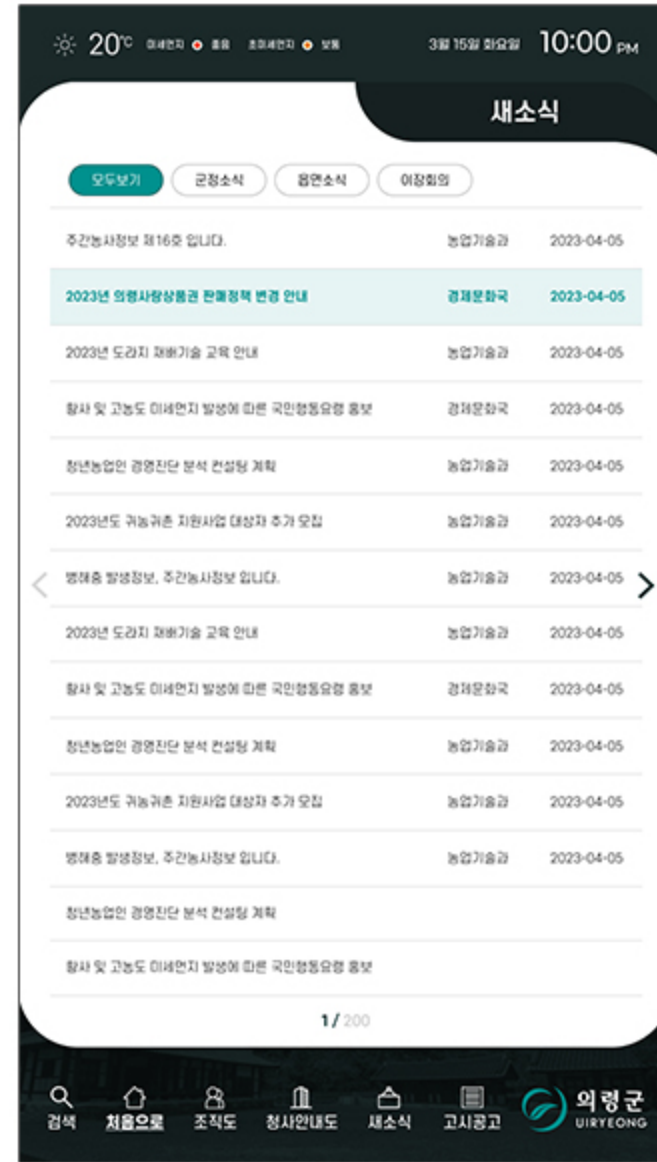 20°C 미세먼지 좋음 초미세먼지 보통 3월 15일 화요일 10:00 PM
새소식
모두보기 군정소식 읍면소식 이장회의
주간농사정보 제16호 입니다. 농업기술과 2023-04-05
2023년 의령사랑상품권 판매정책 변경 안내 경제문화국 2023-04-05
2023년 도라지 재배기술 교육 안내 농업기술과 2023-04-05
황사 및 고농도 미세먼지 발생에 따른 국민행동요령 홍보 경제문화국 2023-04-05
청년농업인 경영진단 분석 컨설팅 계획 농업기술과 2023-04-05
2023년도 귀농귀촌 지원사업 대상자 추가 모집 농업기술과 2023-04-05
병해충 발생정보, 주간농사정보 입니다. 농업기술과 2023-04-05
2023년 도라지 재배기술 교육 안내 농업기술과 2023-04-05
황사 및 고농도 미세먼지 발생에 따른 국민행동요령 홍보 경제문화국 2023-04-05
청년농업인 경영진단 분석 컨설팅 계획 농업기술과 2023-04-05
2023년도 귀농귀촌 지원사업 대상자 추가 모집 농업기술과 2023-04-05
병해충 발생정보, 주간농사정보 입니다. 농업기술과 2023-04-05
청년농업인 경영진단 분석 컨설팅 계획
황사 및 고농도 미세먼지 발생에 따른 국민행동요령 홍보
1 / 200
검색 처음으로 조직도 청사안내도 새소식 고시공고 의령군
UIRYEONG